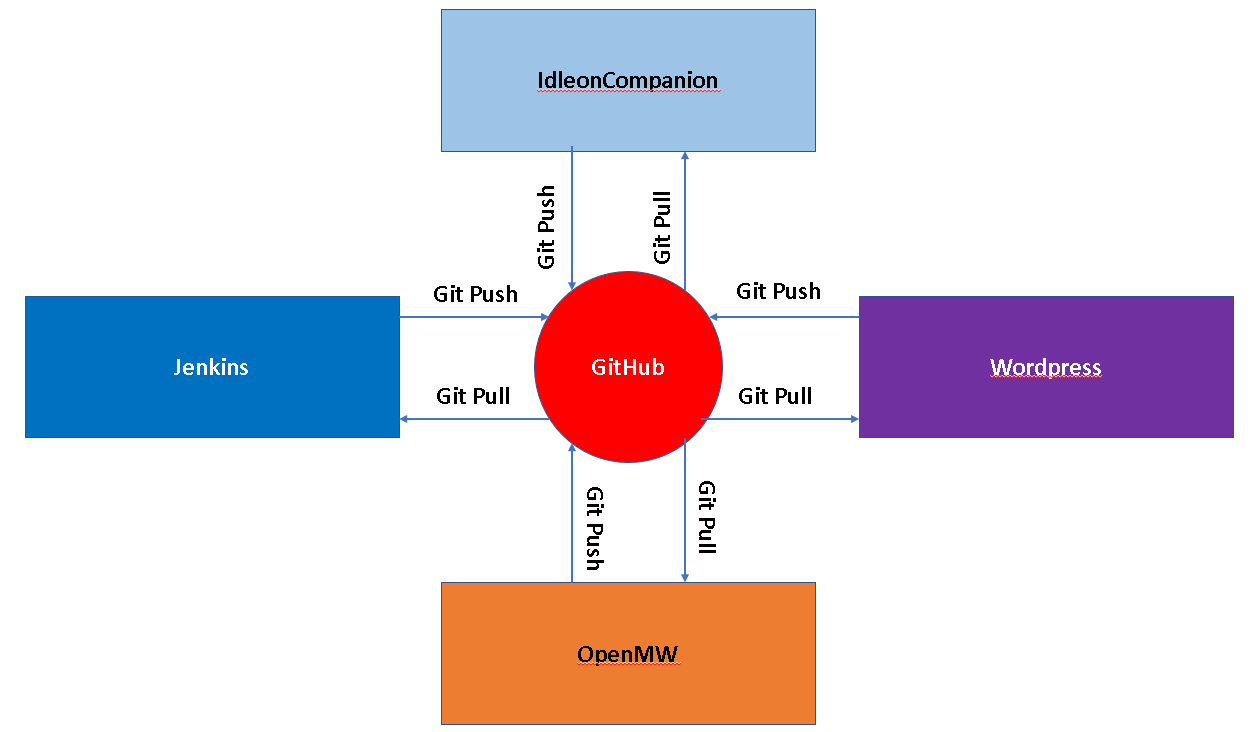 IdleonCompanion
Git Push
Git Pull
Git Push
Git Push
Jenkins
GitHub
Wordpress
Git Pull
Git Pull
Git Push
Git Pull
OpenMW